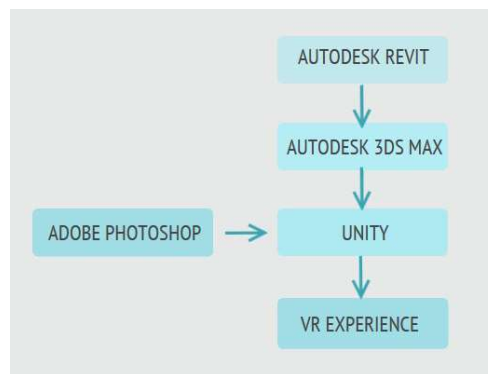 AUTODESK REVIT
AUTODESK 3DS MAX
ADOBE PHOTOSHOP
UNITY
VR EXPERIENCE